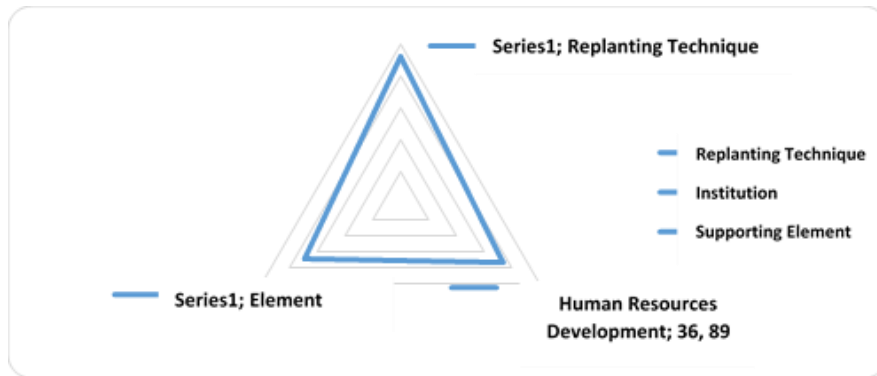 Series1; Replanting Technique
Replanting Technique
Institution
Supporting Element
Series1; Element
Human Resources
Development; 36, 89